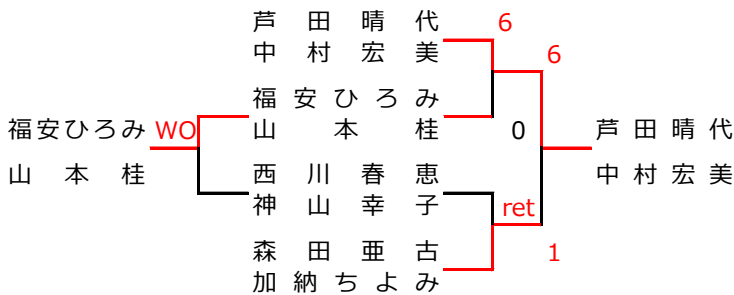 芦田晴代 6
中村宏美 6
福安ひろみ
福安ひろみ WO 山本桂 0 芦田晴代
山本桂 西川春恵 中村宏美
神山幸子 ret
森田亜古 1
加納ちよみ